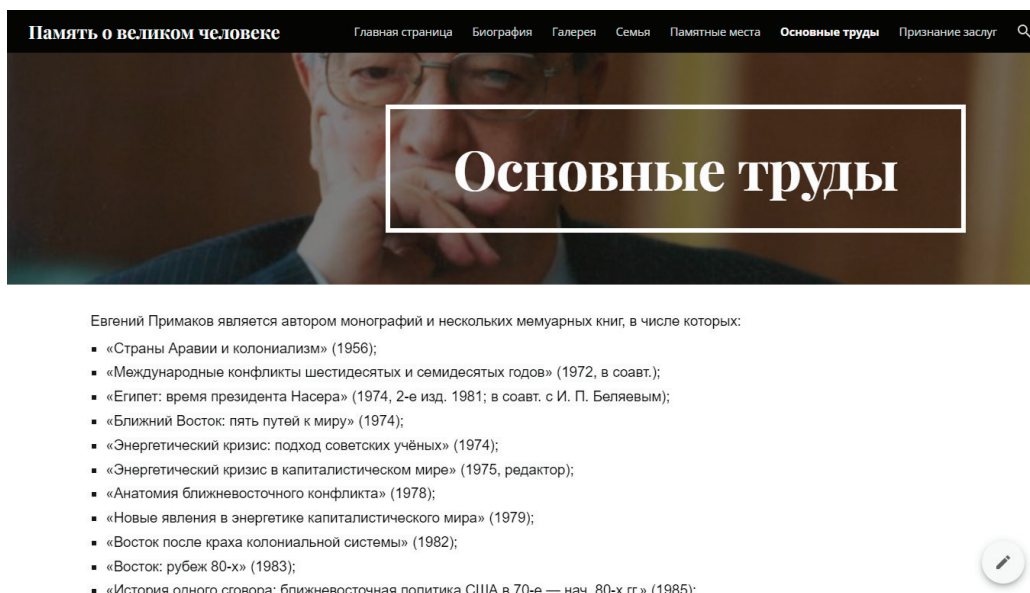 Память о великом человеке Главная страница Биография Галерея Семья Памятные места Основные труды Признание заслуг
Основные труды
Евгений Примаков является автором монографий и нескольких мемуарных книг, в числе которых:
▪ «Страны Аравии и колониализм» (1956);
▪ «Международные конфликты шестидесятых и семидесятых годов» (1972, в соавт.);
▪ «Египет: время президента Насера» (1974, 2-е изд. 1981; в соавт. с И. П. Беляевым);
▪ «Ближний Восток: пять путей к миру» (1974);
▪ «Энергетический кризис: подход советских учёных» (1974);
▪ «Энергетический кризис в капиталистическом мире» (1975, редактор);
▪ «Анатомия ближневосточного конфликта» (1978);
▪ «Новые явления в энергетике капиталистического мира» (1979);
▪ «Восток после краха колониальной системы» (1982);
▪ «Восток: рубеж 80-х» (1983);
▪ «История одного сговора: ближневосточная политика США в 70-е — нач. 80-х гг.» (1985);